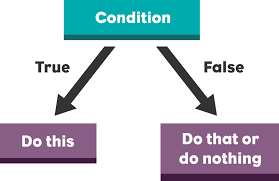 Condition
True
False
Do this
Do that or
do nothing